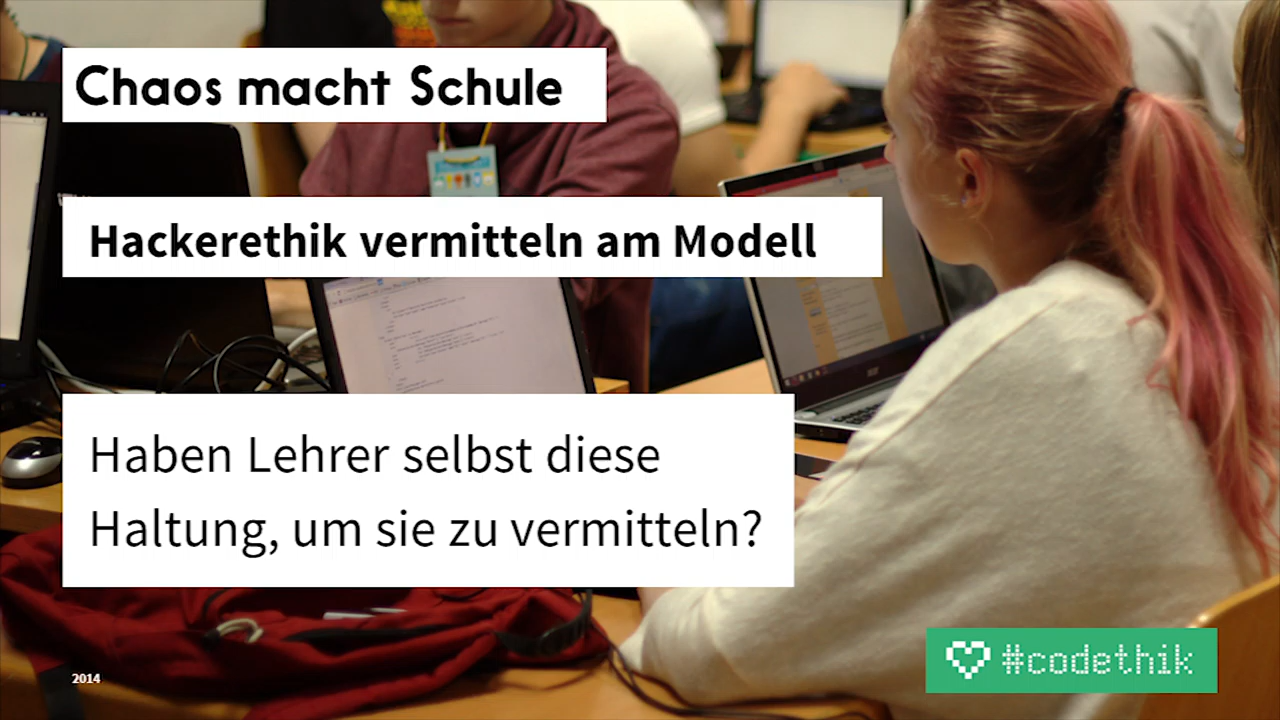 Chaos macht Schule
Hackerethik vermitteln am Modell
Haben Lehrer selbst diese
Haltung, um sie zu vermitteln?
2014
#codethik